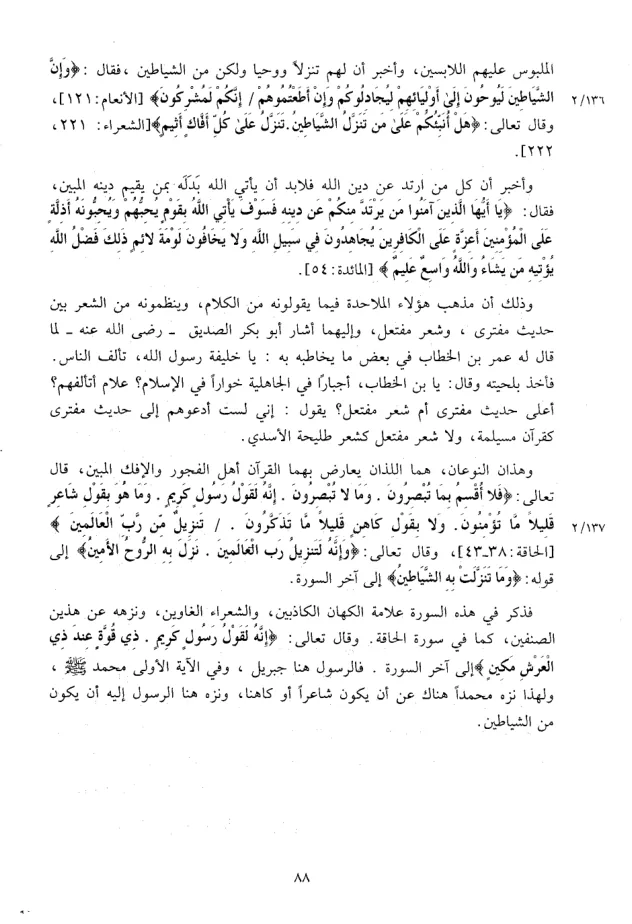 الملبوس عليهم اللابسين، وأخبر أن لهم تنزلاً ووحيا ولكن من الشياطين ،فقال :﴿وَإِنَّ
الشَّيَاطِينَ لَيُوحُونَ إِلَىٰ أَوْلِيَائِهِمْ لِيُجَادِلُوكُمْ وَإِنْ أَطَعْتُمُوهُمْ / إِنَّكُمْ لَمُشْرِكُونَ﴾ [الأنعام:١٢١]، ٢/١٣٦
وقال تعالى:﴿هَلْ أُنَبِّئُكُمْ عَلَىٰ مَن تَنَزَّلُ الشَّيَاطِينُ.تَنَزَّلُ عَلَىٰ كُلِّ أَفَّاكٍ أَثِيمٍ﴾[الشعراء: ٢٢١،
٢٢٢].
وأخبر أن كل من ارتد عن دين الله فلابد أن يأتي الله بَدَلَه بمن يقيم دينه المبين،
فقال: ﴿يَا أَيُّهَا الَّذِينَ آمَنُوا مَن يَرْتَدَّ مِنكُمْ عَن دِينِهِ فَسَوْفَ يَأْتِي اللَّهُ بِقَوْمٍ يُحِبُّهُمْ وَيُحِبُّونَهُ أَذِلَّةٍ
عَلَى الْمُؤْمِنِينَ أَعِزَّةٍ عَلَى الْكَافِرِينَ يُجَاهِدُونَ فِي سَبِيلِ اللَّهِ وَلا يَخَافُونَ لَوْمَةَ لائِمٍ ذَلِكَ فَضْلُ اللَّهِ
يُؤْتِيهِ مَن يَشَاءُ وَاللَّهُ وَاسِعٌ عَلِيمٌ ﴾ [المائدة:٥٤].
وذلك أن مذهب هؤلاء الملاحدة فيما يقولونه من الكلام، وينظمونه من الشعر بين
حديث مفترى ، وشعر مفتعل، وإليهما أشار أبو بكر الصديق ـ رضى الله عنه ـ لما
قال له عمر بن الخطاب في بعض ما يخاطبه به : يا خليفة رسول الله، تألف الناس.
فأخذ بلحيته وقال: يا بن الخطاب، أجبارًا في الجاهلية خواراً في الإسلام؟ علام أتألفهم؟
أعلى حديث مفترى أم شعر مفتعل؟ يقول : إني لست أدعوهم إلى حديث مفترى
كقرآن مسيلمة، ولا شعر مفتعل كشعر طليحة الأسدي.
وهذان النوعان، هما اللذان يعارض بهما القرآن أهل الفجور والإفك المبين، قال
تعالى:﴿فَلا أُقْسِمُ بِمَا تُبْصِرُونَ . وَمَا لا تُبْصِرُونَ . إِنَّهُ لَقَوْلُ رَسُولٍ كَرِيمٍ . وَمَا هُوَ بِقَوْلِ شَاعِرٍ
قَلِيلاً مَّا تُؤْمِنُونَ. وَلا بِقَوْلِ كَاهِنٍ قَلِيلاً مَّا تَذَكَّرُونَ . / تَنزِيلٌ مِّن رَّبِّ الْعَالَمِينَ ﴾ ٢/١٣٧
[الحاقة:٣٨ـ٤٣]، وقال تعالى:﴿وَإِنَّهُ لَتَنزِيلُ رَبِّ الْعَالَمِينَ . نَزَلَ بِهِ الرُّوحُ الأَمِينُ﴾ إلى
قوله: ﴿وَمَا تَنَزَّلَتْ بِهِ الشَّيَاطِينُ﴾ إلى آخر السورة.
فذكر في هذه السورة علامة الكهان الكاذبين، والشعراء الغاوين، ونزهه عن هذين
الصنفين، كما في سورة الحاقة. وقال تعالى: ﴿إِنَّهُ لَقَوْلُ رَسُولٍ كَرِيمٍ . ذِي قُوَّةٍ عِندَ ذِي
الْعَرْشِ مَكِينٍ ﴾إلى آخر السورة . فالرسول هنا جبريل ، وفي الآية الأولى محمد ﷺ ،
ولهذا نزه محمداً هناك عن أن يكون شاعراً أو كاهنا، ونزه هنا الرسول إليه أن يكون
من الشياطين.
٨٨